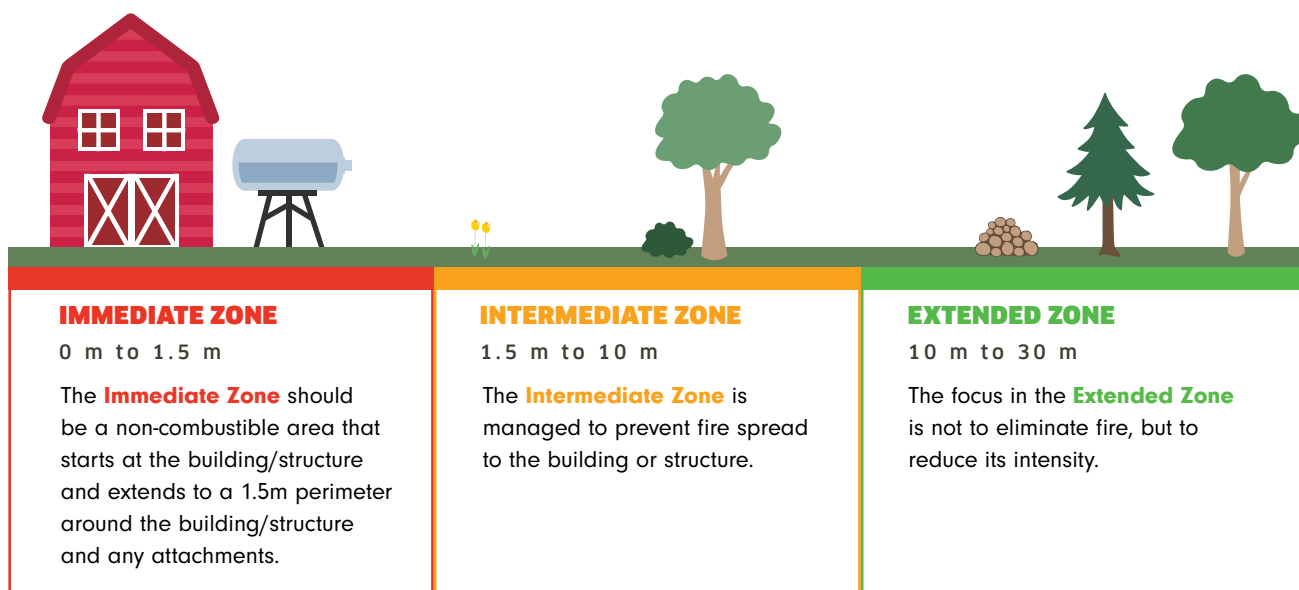 IMMEDIATE ZONE
0 m to 1.5 m
The Immediate Zone should
be a non-combustible area that
starts at the building/structure
and extends to a 1.5m perimeter
around the building/structure
and any attachments.
INTERMEDIATE ZONE
1.5 m to 10 m
The Intermediate Zone is
managed to prevent fire spread
to the building or structure.
EXTENDED ZONE
10 m to 30 m
The focus in the Extended Zone
is not to eliminate fire, but to
reduce its intensity.